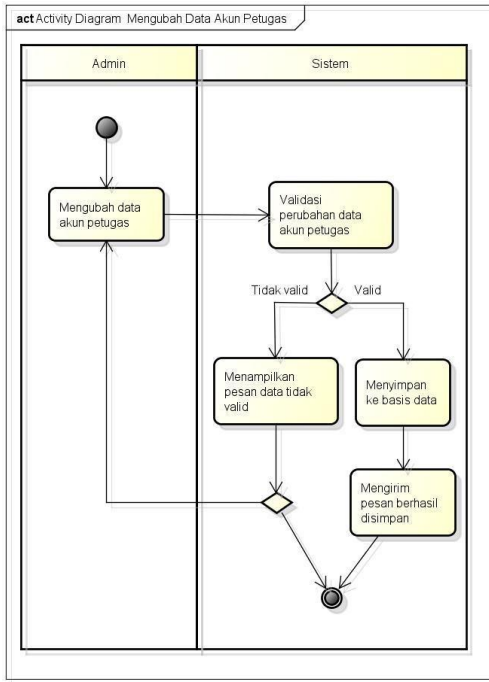 act Activity Diagram Mengubah Data Akun Petugas
Admin
Sistem
Mengubah data
akun petugas
Validasi
perubahan data
akun petugas
Tidak valid
Valid
Menampilkan
pesan data tidak
valid
Menyimpan
ke basis data
Mengirim
pesan berhasil
disimpan